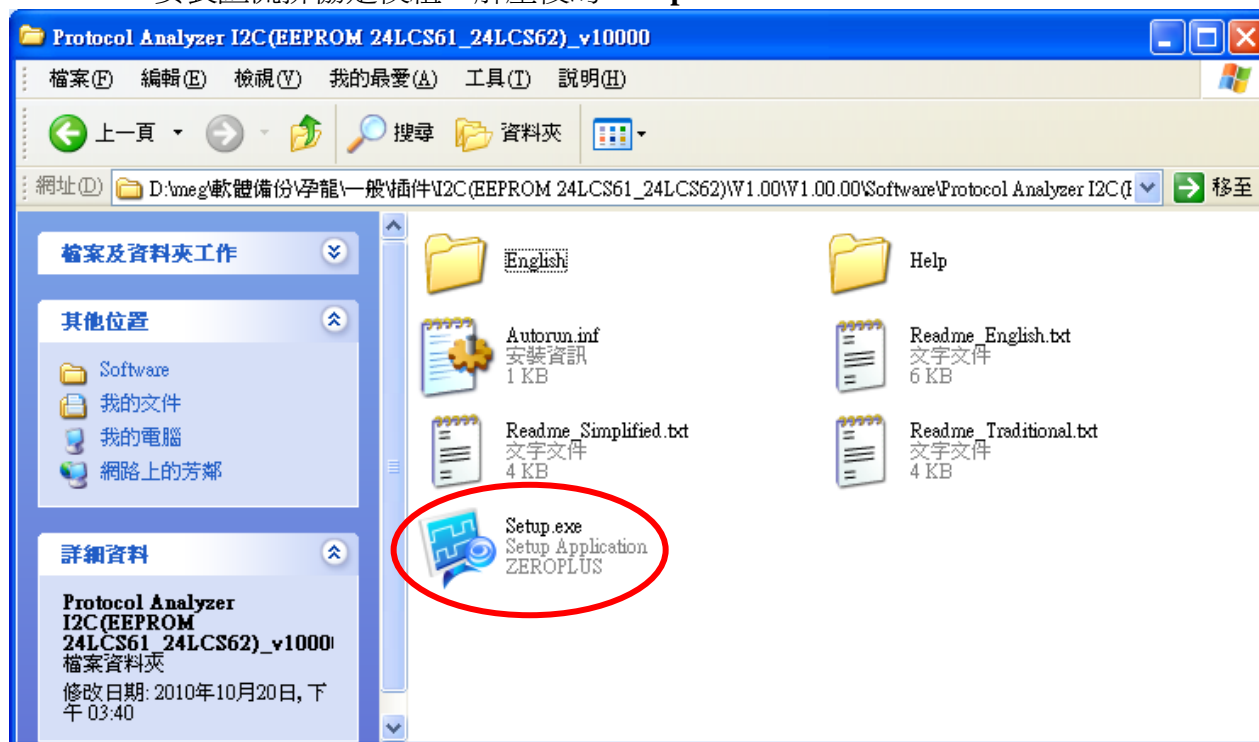 Protocol Analyzer I2C(EEPROM 24LCS61_24LCS62)_v10000
檔案(F) 編輯(E) 檢視(V) 我的最愛(A) 工具(T) 說明(H)
上一頁 搜尋 資料夾
網址(D) D:\meg\軟體備份\孕龍\一般\插件\I2C(EEPROM 24LCS61_24LCS62)\V1.00\V1.00.00\Software\Protocol Analyzer I2C(E 移至
檔案及資料夾工作
其他位置
Software
我的文件
我的電腦
網路上的芳鄰
詳細資料
Protocol Analyzer
I2C(EEPROM
24LCS61_24LCS62)_v1000
檔案資料夾
修改日期: 2010年10月20日, 下
午 03:40
English
Help
Autorun.inf
安裝資訊
1 KB
Readme_English.txt
文字文件
6 KB
Readme_Simplified.txt
文字文件
4 KB
Readme_Traditional.txt
文字文件
4 KB
Setup.exe
Setup Application
ZEROPLUS